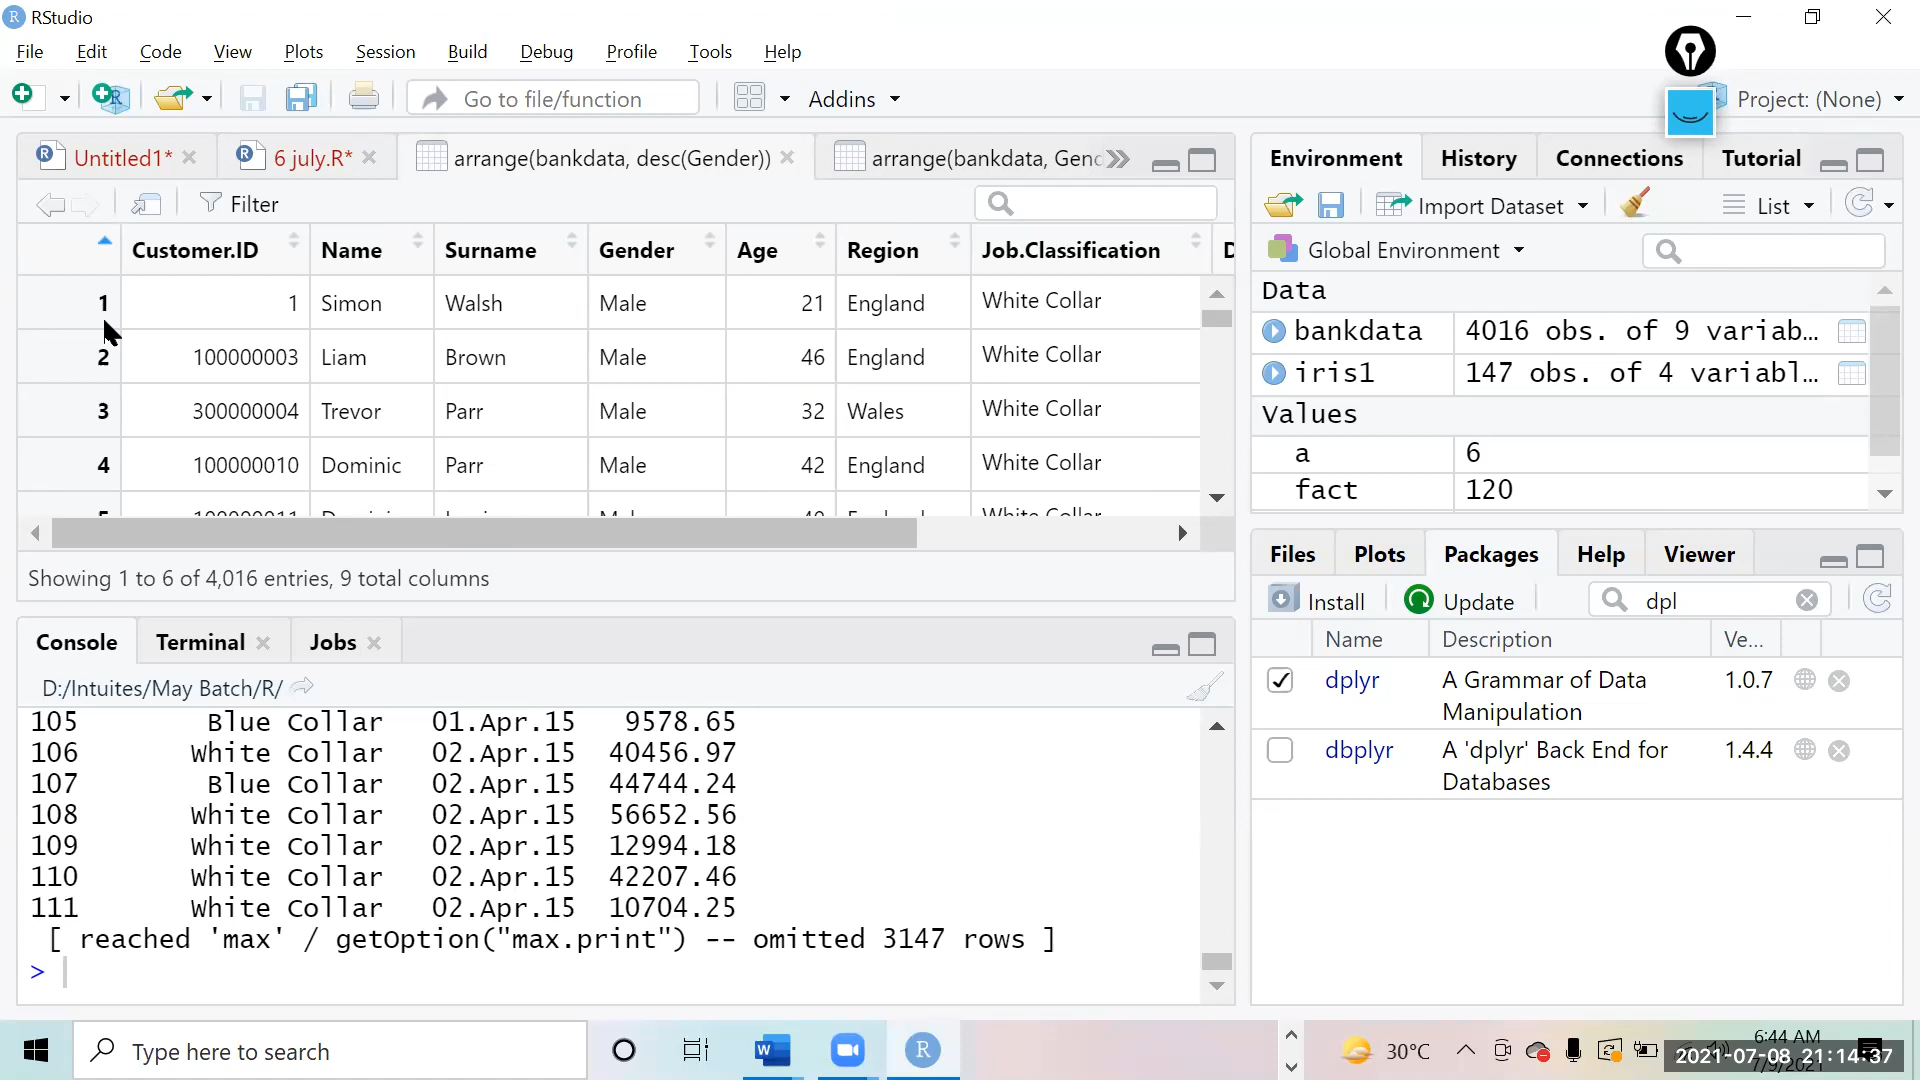 RStudio
File Edit Code View Plots Session Build Debug Profile Tools Help
Go to file/function Addins Project: (None)
Untitled1* 6 july.R* arrange(bankdata, desc(Gender)) arrange(bankdata, Genc
Filter
Customer.ID Name Surname Gender Age Region Job.Classification D
1 1 Simon Walsh Male 21 England White Collar
2 100000003 Liam Brown Male 46 England White Collar
3 300000004 Trevor Parr Male 32 Wales White Collar
4 100000010 Dominic Parr Male 42 England White Collar
Showing 1 to 6 of 4,016 entries, 9 total columns
Console Terminal Jobs
D:/Intuites/May Batch/R/
105 Blue Collar 01.Apr.15 9578.65
106 White Collar 02.Apr.15 40456.97
107 Blue Collar 02.Apr.15 44744.24
108 White Collar 02.Apr.15 56652.56
109 White Collar 02.Apr.15 12994.18
110 White Collar 02.Apr.15 42207.46
111 White Collar 02.Apr.15 10704.25
[ reached 'max' / getOption("max.print") -- omitted 3147 rows ]
>
Environment History Connections Tutorial
Import Dataset List
Global Environment
Data
bankdata 4016 obs. of 9 variab...
iris1 147 obs. of 4 variabl...
Values
a 6
fact 120
Files Plots Packages Help Viewer
Install Update dpl
Name Description Ve...
dplyr A Grammar of Data Manipulation 1.0.7
dbplyr A 'dplyr' Back End for Databases 1.4.4
Type here to search
30°C
6:44 AM
2021-07-08 21:14:37